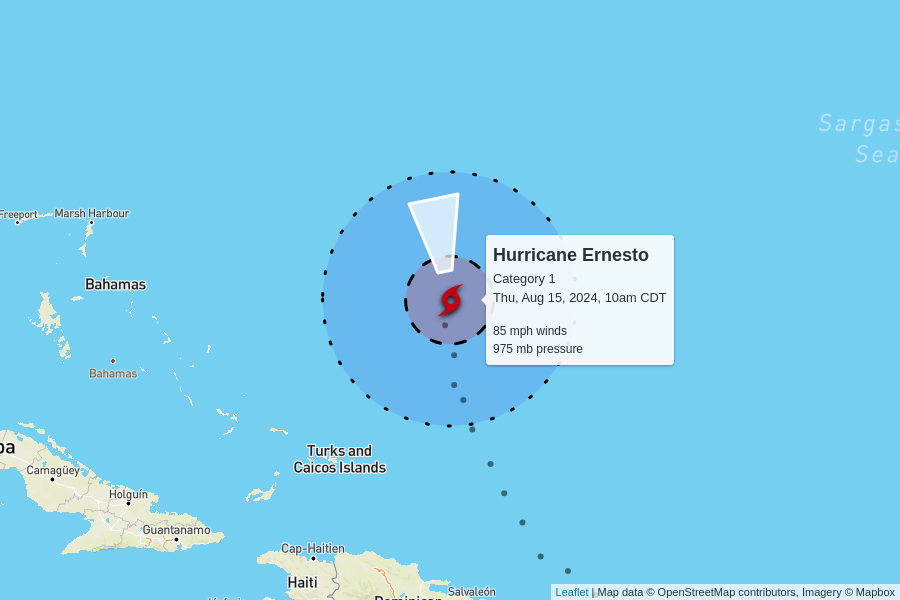 Sargas
Sea
Freeport
Marsh Harbour
Hurricane Ernesto
Category 1
Thu, Aug 15, 2024, 10am CDT
85 mph winds
975 mb pressure
Bahamas
Bahamas
Turks and
Caicos Islands
ba
Camagüey
Holguín
Guantanamo
Cap-Haitien
Haiti
Salvaleón
Dominican
Leaflet | Map data © OpenStreetMap contributors, Imagery © Mapbox